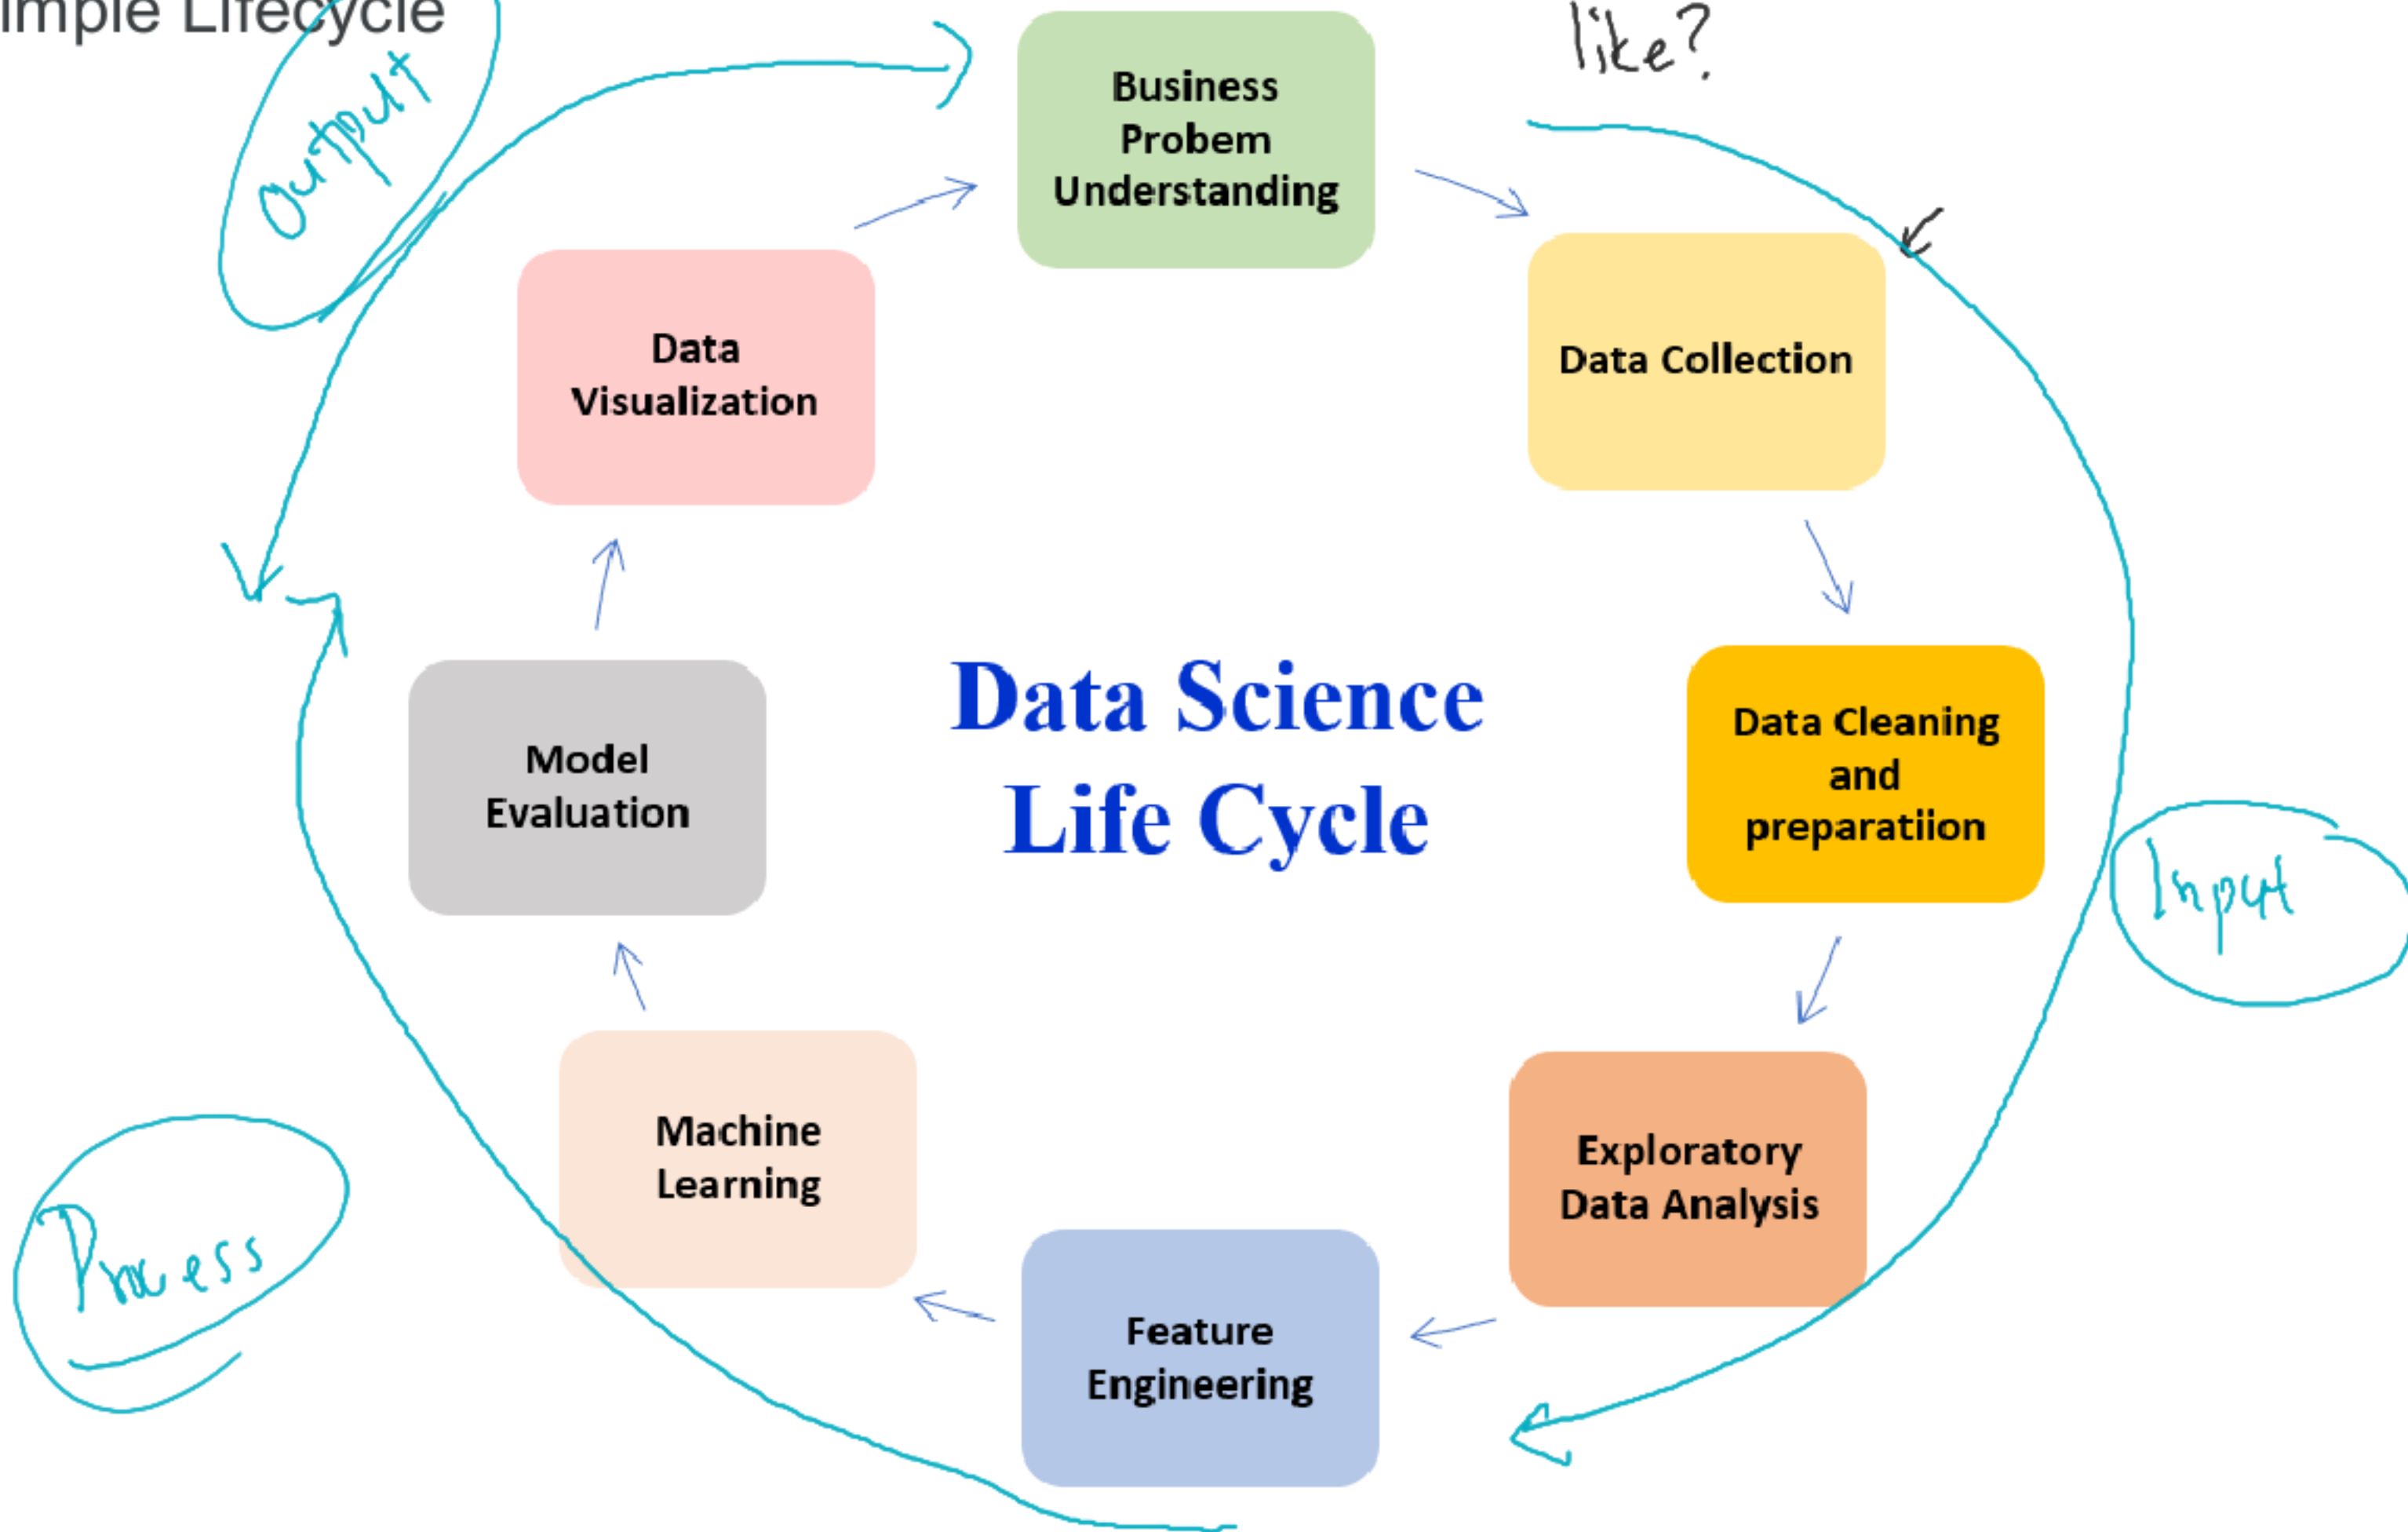 imple Lifecycle
like?
output
Business
Probem
Understanding
Data Collection
Data Cleaning
and
preparatiion
Input
Exploratory
Data Analysis
Feature
Engineering
Machine
Learning
Process
Model
Evaluation
Data
Visualization
Data Science
Life Cycle